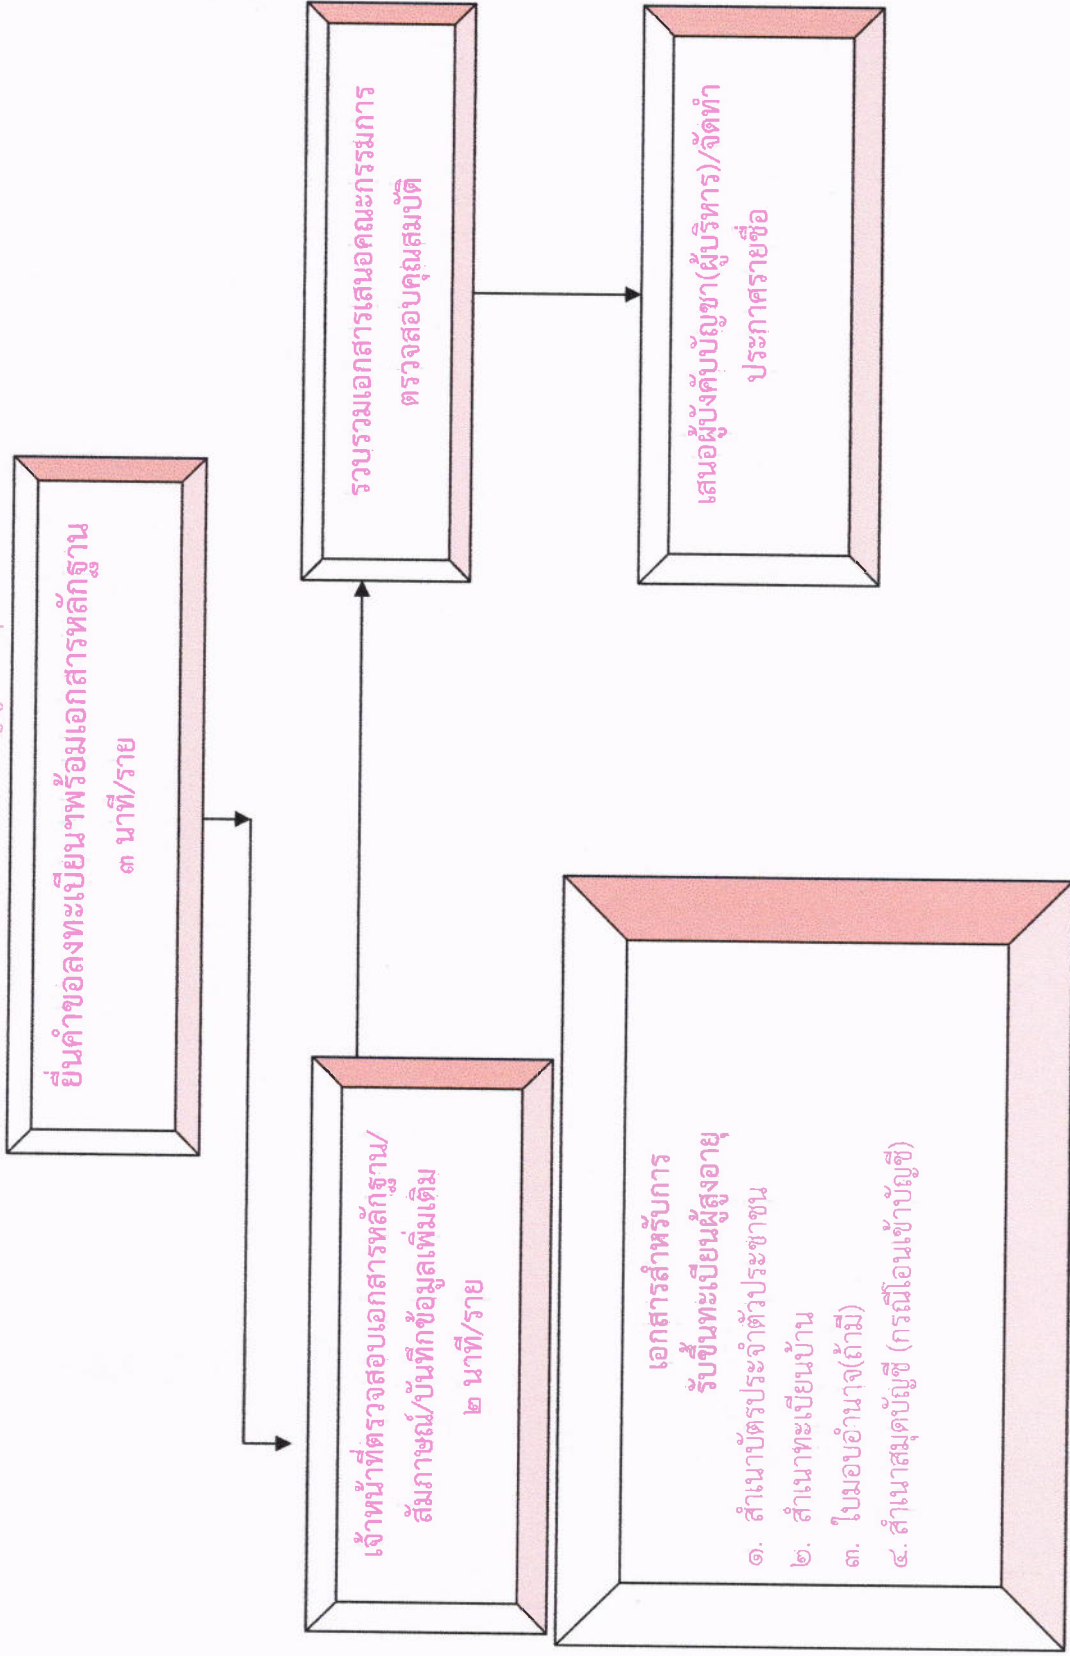 ยื่นคำขอลงทะเบียนฯพร้อมเอกสารหลักฐาน
๓ นาที/ราย
เจ้าหน้าที่ตรวจสอบเอกสารหลักฐาน/
สัมภาษณ์/บันทึกข้อมูลเพิ่มเติม
๒ นาที/ราย
รวบรวมเอกสารเสนอคณะกรรมการ
ตรวจสอบคุณสมบัติ
เสนอผู้บังคับบัญชา(ผู้บริหาร)/จัดทำ
ประกาศรายชื่อ
เอกสารสำหรับการ
รับขึ้นทะเบียนผู้สูงอายุ
๑. สำเนาบัตรประจำตัวประชาชน
๒. สำเนาทะเบียนบ้าน
๓. ใบมอบอำนาจ(ถ้ามี)
๔. สำเนาสมุดบัญชี (กรณีโอนเข้าบัญชี)